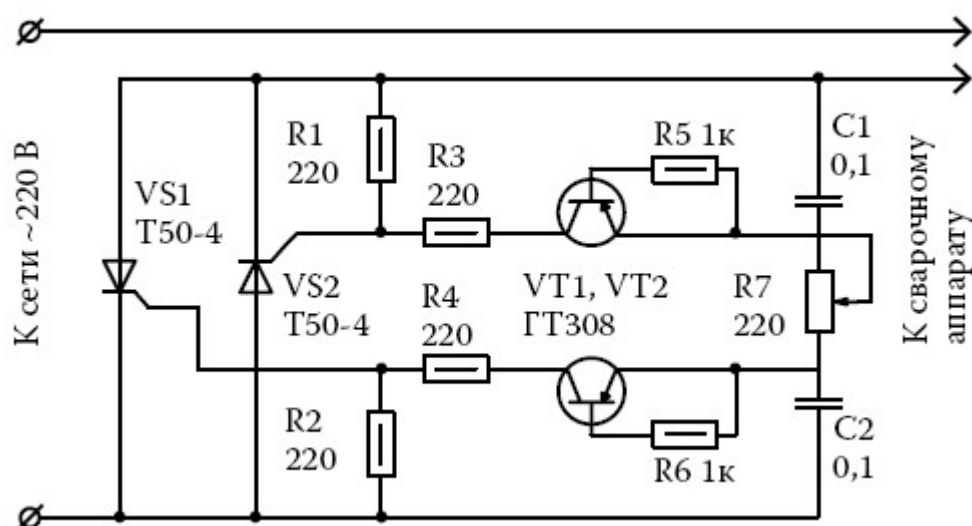 К сети ~220 В
VS1
Т50-4
VS2
Т50-4
R1
220
R3
220
R4
220
R2
220
R5 1к
VT1, VT2
ГТ308
R6 1к
C1
0,1
R7
220
C2
0,1
К сварочному
аппарату